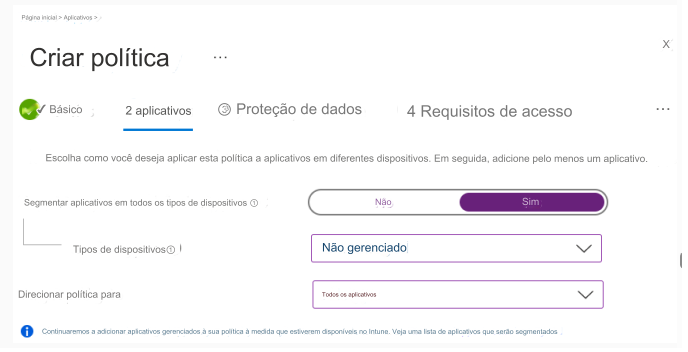 Página inicial > Aplicativos >
Criar política ...
X
Básico
2 aplicativos
3 Proteção de dados
4 Requisitos de acesso
...
Escolha como você deseja aplicar esta política a aplicativos em diferentes dispositivos. Em seguida, adicione pelo menos um aplicativo.
Segmentar aplicativos em todos os tipos de dispositivos
Não
Sim
Tipos de dispositivos
Não gerenciado
Direcionar política para
Todos os aplicativos
Continuaremos a adicionar aplicativos gerenciados à sua política à medida que estiverem disponíveis no Intune. Veja uma lista de aplicativos que serão segmentados